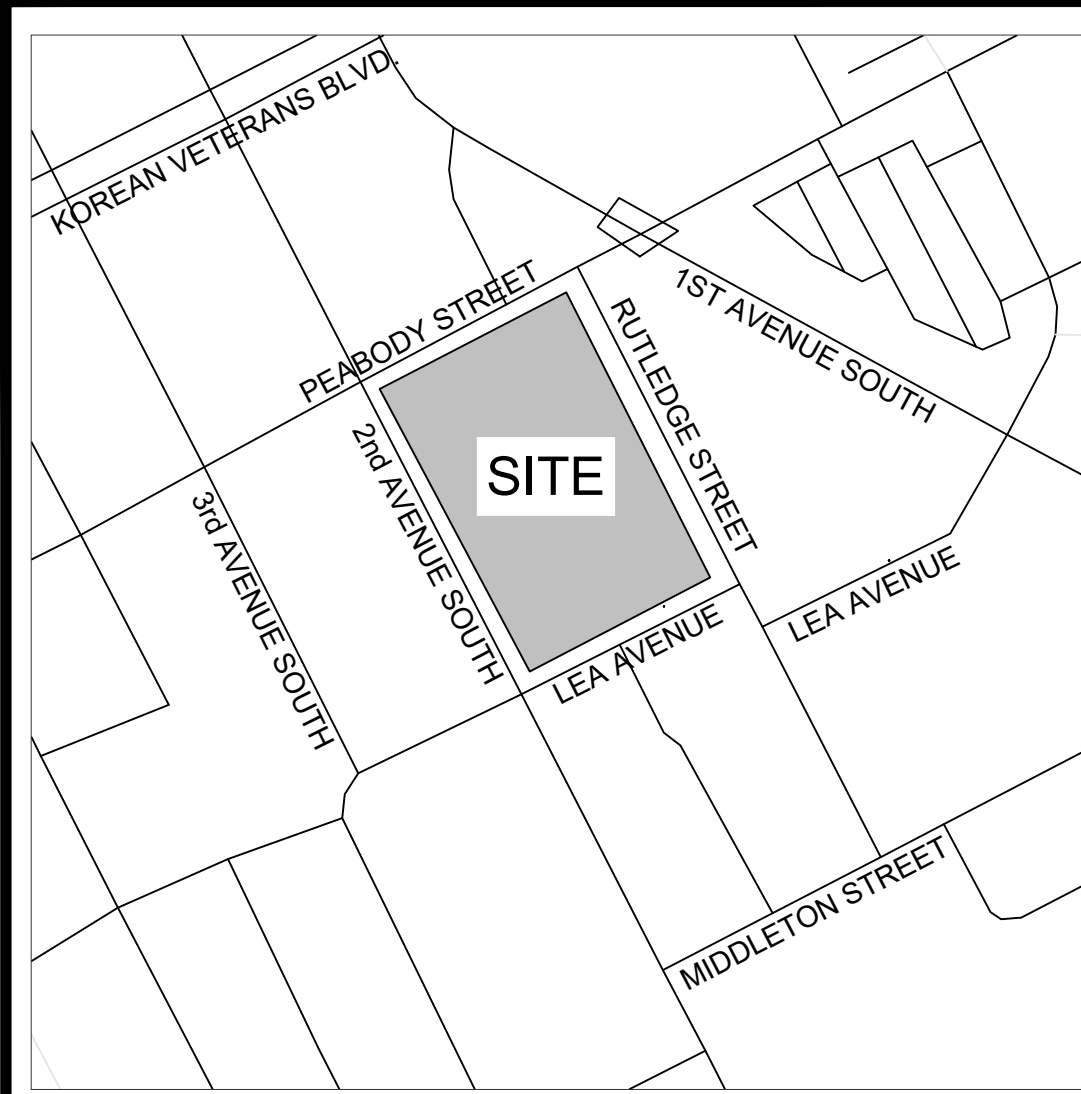 KOREAN VETERANS BLVD.
PEABODY STREET
1ST AVENUE SOUTH
RUTLEDGE STREET
2nd AVENUE SOUTH
SITE
3rd AVENUE SOUTH
LEA AVENUE
LEA AVENUE
MIDDLETON STREET